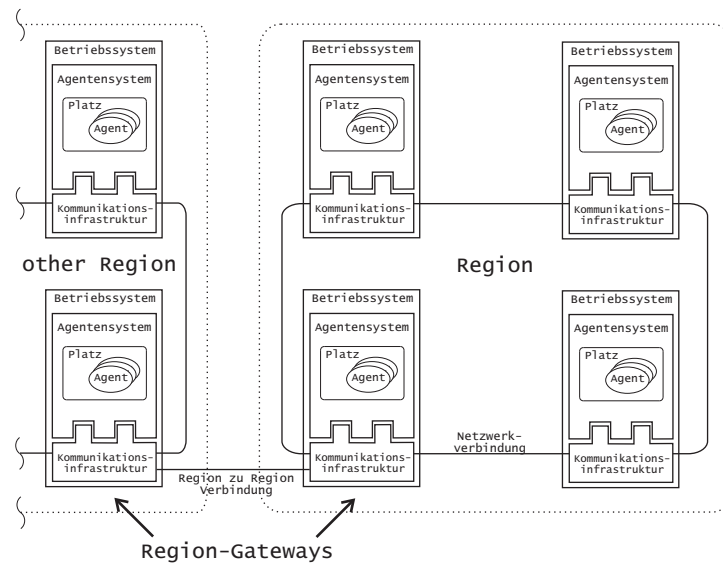 Betriebssystem
Agentensystem
Platz
Agent
Kommunikations-
infrastruktur
Betriebssystem
Agentensystem
Platz
Agent
Kommunikations-
infrastruktur
Betriebssystem
Agentensystem
Platz
Agent
Kommunikations-
infrastruktur
other Region
Region
Betriebssystem
Agentensystem
Platz
Agent
Kommunikations-
infrastruktur
Region zu Region
Verbindung
Betriebssystem
Agentensystem
Platz
Agent
Kommunikations-
infrastruktur
Netzwerk-
verbindung
Betriebssystem
Agentensystem
Platz
Agent
Kommunikations-
infrastruktur
Region-Gateways